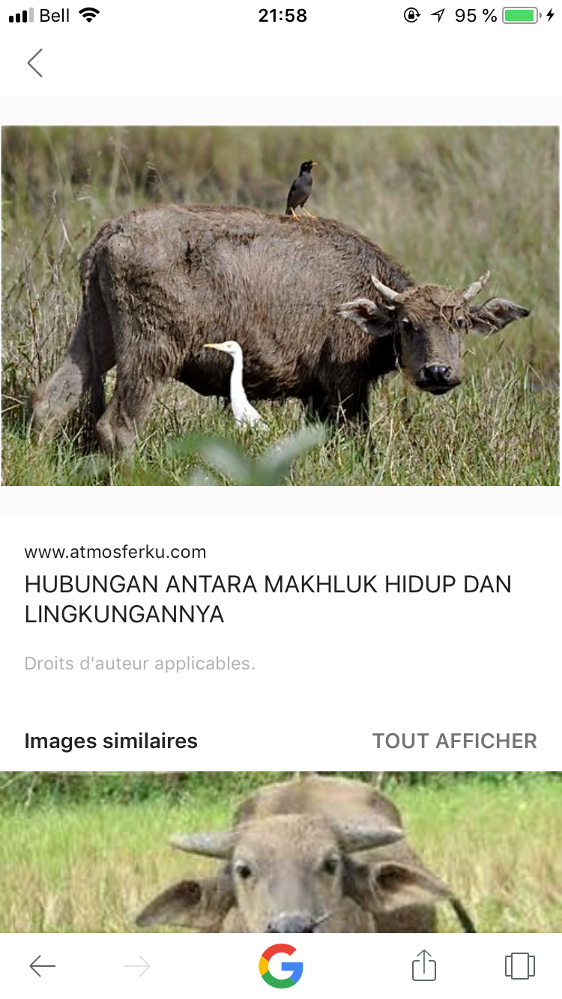 Bell 21:58 95 %
www.atmosferku.com
HUBUNGAN ANTARA MAKHLUK HIDUP DAN
LINGKUNGANNYA
Droits d'auteur applicables.
Images similaires TOUT AFFICHER